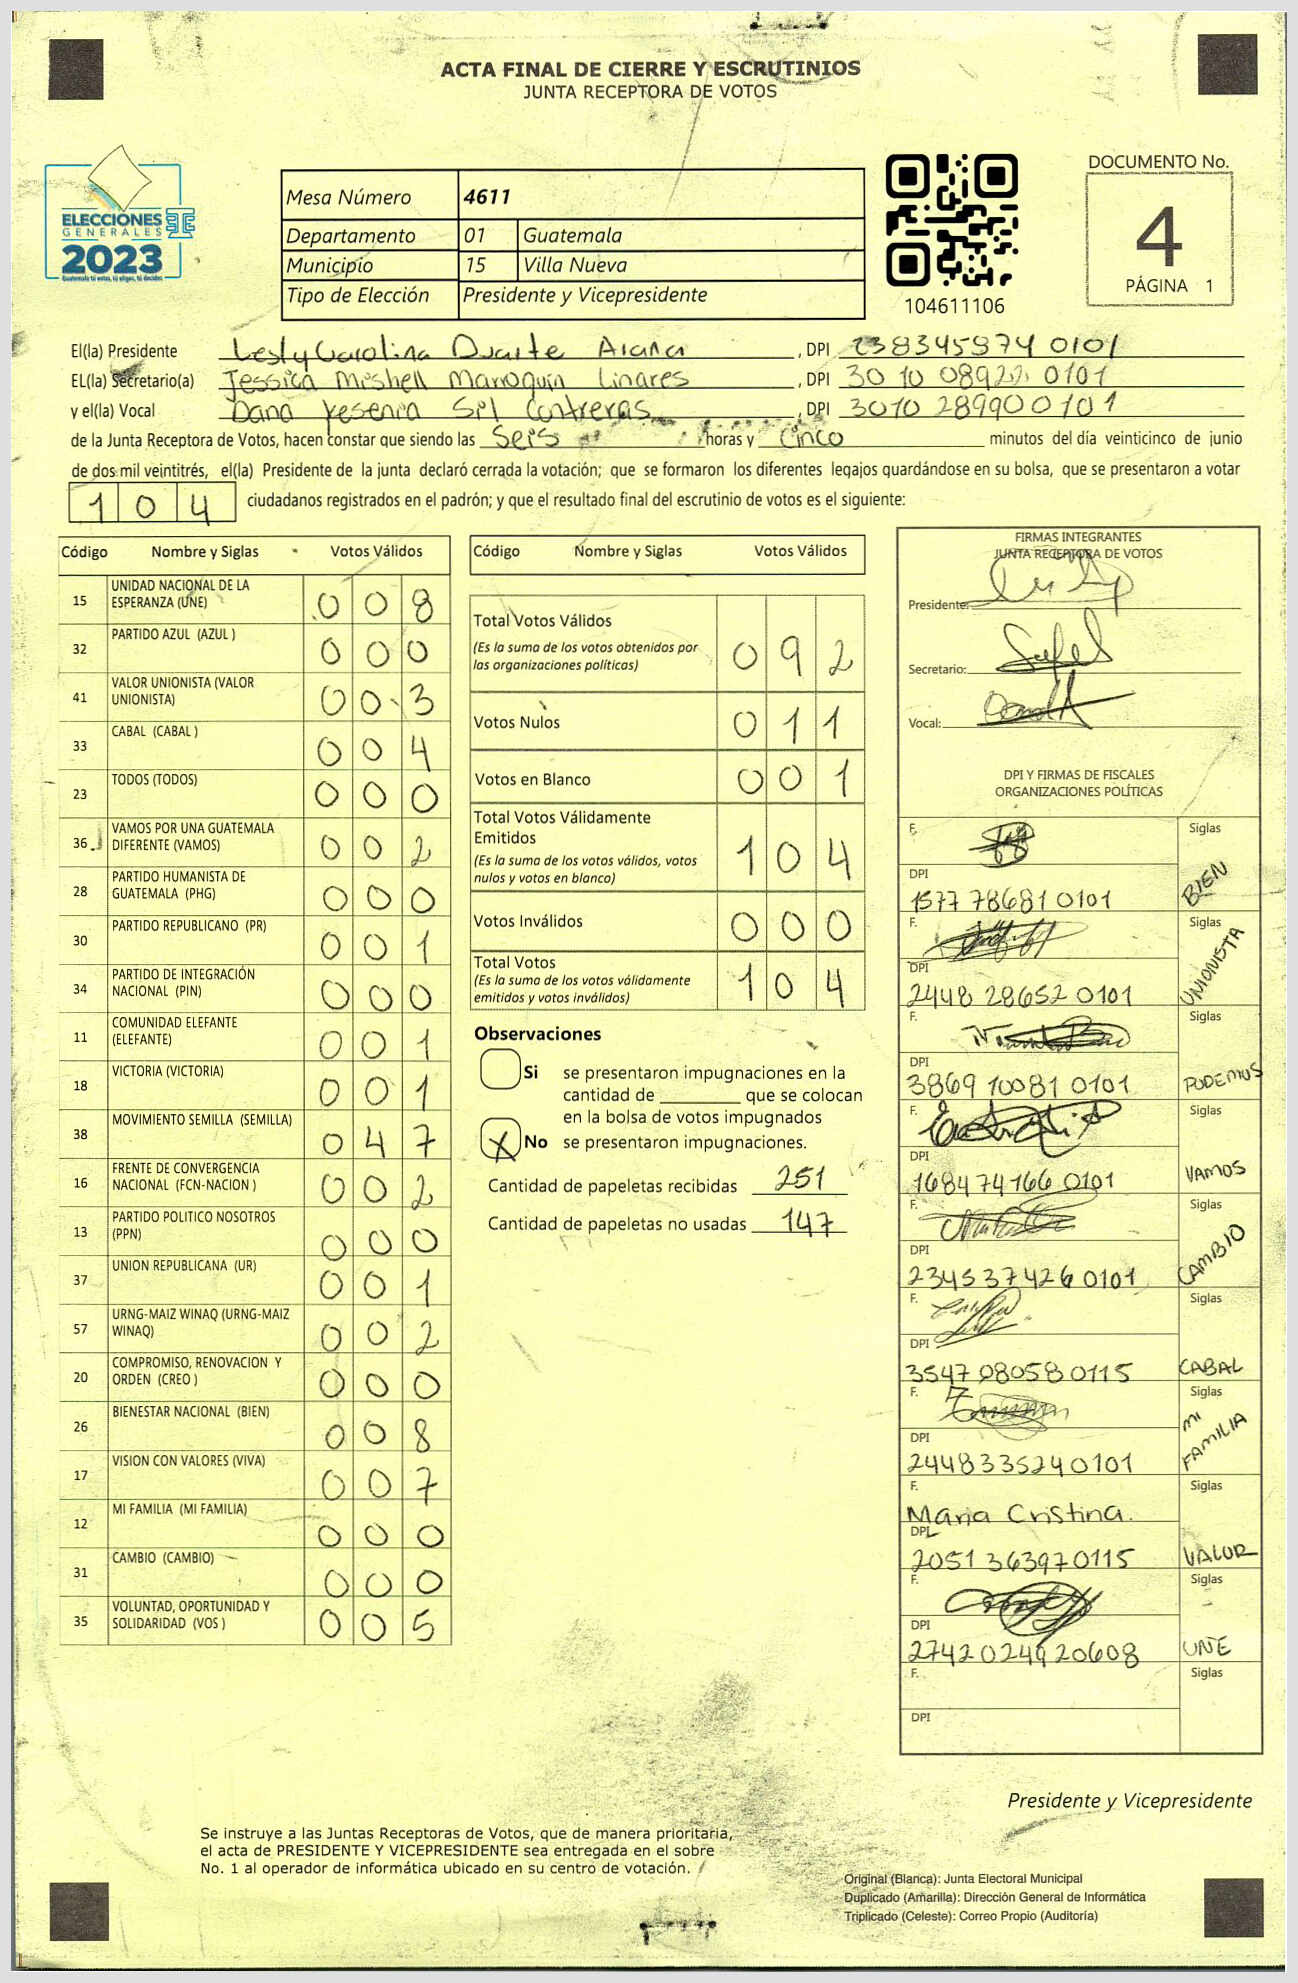 ACTA FINAL DE CIERRE Y ESCRUTINIOS
JUNTA RECEPTORA DE VOTOS
ELECCIONES
GENERALES
2023
Guatemala tú votas, tú eliges, tú decides
Mesa Número 4611
Departamento 01 Guatemala
Municipio 15 Villa Nueva
Tipo de Elección Presidente y Vicepresidente
104611106
DOCUMENTO No.
4
PÁGINA 1
El(la) Presidente Lesly Carolina Duarte Arana, DPI 238345974 0101
EL(la) Secretario(a) Jessica Mishell Marroquín Linares, DPI 3010 08922 0101
y el(la) Vocal Dana Yesenia Contreras, DPI 3010 28990 0101
de la Junta Receptora de Votos, hacen constar que siendo las Seis horas y Cinco minutos del día veinticinco de junio
de dos mil veintitrés, el(la) Presidente de la junta declaró cerrada la votación; que se formaron los diferentes legajos guardándose en su bolsa, que se presentaron a votar
104 ciudadanos registrados en el padrón; y que el resultado final del escrutinio de votos es el siguiente:
Código Nombre y Siglas Votos Válidos
15 UNIDAD NACIONAL DE LA ESPERANZA (UNE) 008
32 PARTIDO AZUL (AZUL ) 000
41 VALOR UNIONISTA (VALOR UNIONISTA) 003
33 CABAL (CABAL ) 004
23 TODOS (TODOS) 000
36 VAMOS POR UNA GUATEMALA DIFERENTE (VAMOS) 002
28 PARTIDO HUMANISTA DE GUATEMALA (PHG) 000
30 PARTIDO REPUBLICANO (PR) 001
34 PARTIDO DE INTEGRACIÓN NACIONAL (PIN) 000
11 COMUNIDAD ELEFANTE (ELEFANTE) 001
18 VICTORIA (VICTORIA) 001
38 MOVIMIENTO SEMILLA (SEMILLA) 047
16 FRENTE DE CONVERGENCIA NACIONAL (FCN-NACION ) 002
13 PARTIDO POLITICO NOSOTROS (PPN) 000
37 UNION REPUBLICANA (UR) 001
57 URNG-MAIZ WINAQ (URNG-MAIZ WINAQ) 002
20 COMPROMISO, RENOVACION Y ORDEN (CREO ) 000
26 BIENESTAR NACIONAL (BIEN) 008
17 VISION CON VALORES (VIVA) 007
12 MI FAMILIA (MI FAMILIA) 000
31 CAMBIO (CAMBIO) 000
35 VOLUNTAD, OPORTUNIDAD Y SOLIDARIDAD (VOS ) 005
Código Nombre y Siglas Votos Válidos
Total Votos Válidos 092
(Es la suma de los votos obtenidos por
las organizaciones políticas)
Votos Nulos 011
Votos en Blanco 001
Total Votos Válidamente
Emitidos 104
(Es la suma de los votos válidos, votos
nulos y votos en blanco)
Votos Inválidos 000
Total Votos 104
(Es la suma de los votos válidamente
emitidos y votos inválidos)
Observaciones
Si se presentaron impugnaciones en la
cantidad de ________ que se colocan
en la bolsa de votos impugnados
X No se presentaron impugnaciones.
Cantidad de papeletas recibidas 251
Cantidad de papeletas no usadas 147
FIRMAS INTEGRANTES
JUNTA RECEPTORA DE VOTOS
Presidente:
Secretario:
Vocal:
DPI Y FIRMAS DE FISCALES
ORGANIZACIONES POLÍTICAS
F. Siglas
DPI
1577 78681 0101 BIEN
F. Siglas
DPI
2448 28652 0101 UNIONISTA
F. Siglas
DPI
3869 10081 0101 PODEMOS
F. Siglas
DPI
1684 74166 0101 VAMOS
F. Siglas
DPI
2345 37426 0101 CAMBIO
F. Siglas
DPI
3547 08058 0115 CABAL
F. Siglas
DPI
2448 33524 0101 MI FAMILIA
F. Siglas
Maria Cristina.
DPI
2051 36397 0115 VALOR
F. Siglas
DPI
2742 02492 0608 UNE
F. Siglas
DPI
Presidente y Vicepresidente
Se instruye a las Juntas Receptoras de Votos, que de manera prioritaria,
el acta de PRESIDENTE Y VICEPRESIDENTE sea entregada en el sobre
No. 1 al operador de informática ubicado en su centro de votación.
Original (Blanca): Junta Electoral Municipal
Duplicado (Amarilla): Dirección General de Informática
Triplicado (Celeste): Correo Propio (Auditoría)